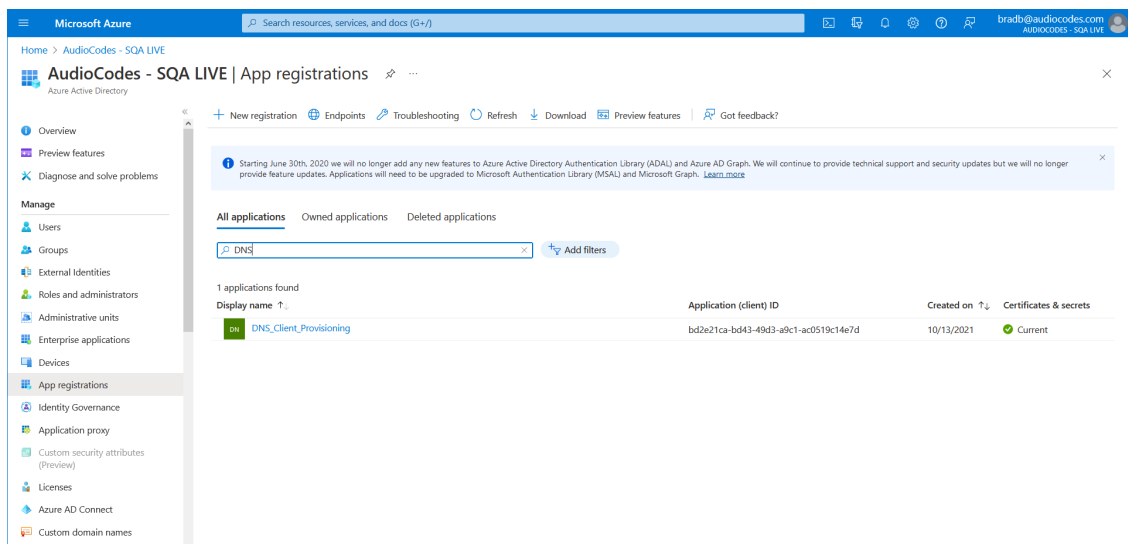 Microsoft Azure
Search resources, services, and docs (G+/)
bradb@audiocodes.com
AUDIOCODES - SQA LIVE
Home > AudioCodes - SQA LIVE
AudioCodes - SQA LIVE | App registrations
Azure Active Directory
New registration Endpoints Troubleshooting Refresh Download Preview features Got feedback?
Overview
Preview features
Diagnose and solve problems
Manage
Users
Groups
External Identities
Roles and administrators
Administrative units
Enterprise applications
Devices
App registrations
Identity Governance
Application proxy
Custom security attributes
(Preview)
Licenses
Azure AD Connect
Custom domain names
Starting June 30th, 2020 we will no longer add any new features to Azure Active Directory Authentication Library (ADAL) and Azure AD Graph. We will continue to provide technical support and security updates but we will no longer
provide feature updates. Applications will need to be upgraded to Microsoft Authentication Library (MSAL) and Microsoft Graph. Learn more
All applications Owned applications Deleted applications
DNS
Add filters
1 applications found
Display name Application (client) ID Created on Certificates & secrets
DN DNS_Client_Provisioning bd2e21ca-bd43-49d3-a9c1-ac0519c14e7d 10/13/2021 Current